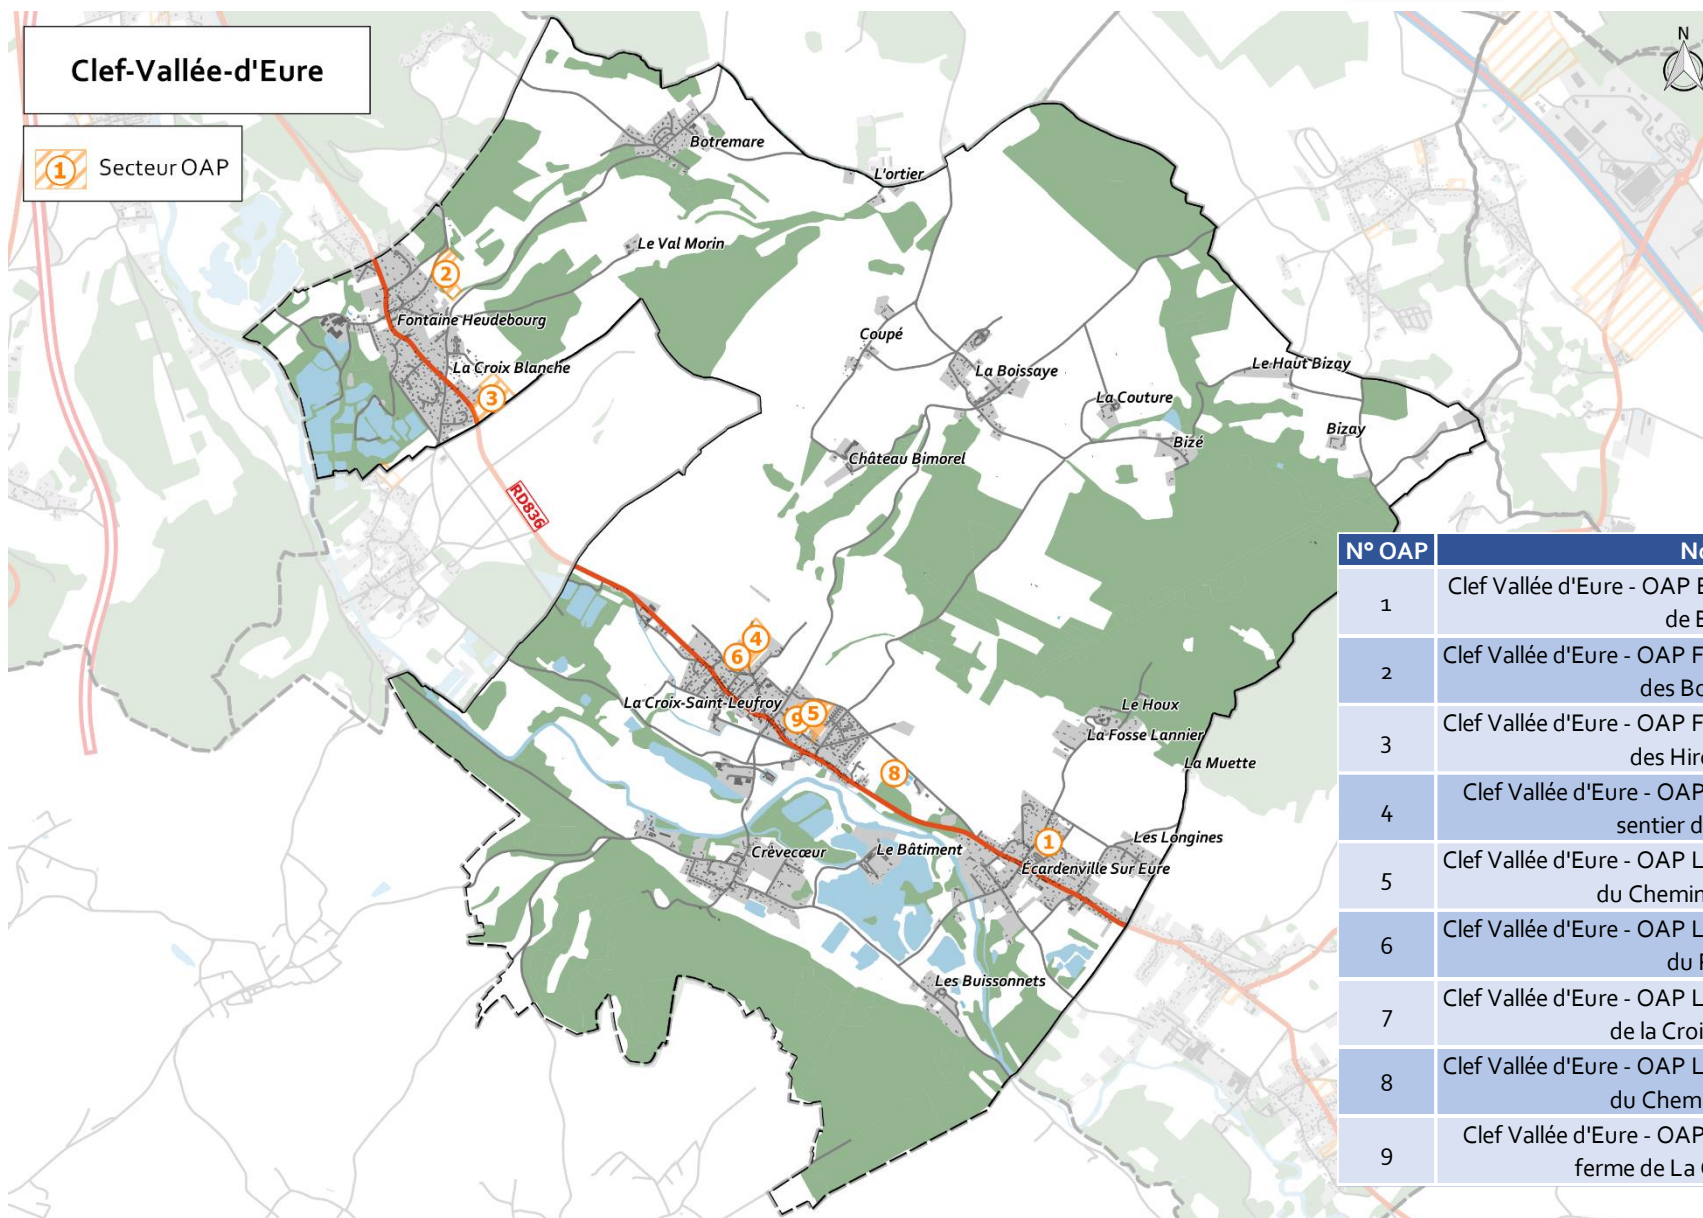 Clef-Vallée-d'Eure
N
1 Secteur OAP
Botremare
L'ortier
Le Val Morin
2
Fontaine Heudebourg
Coupé
La Croix Blanche
La Boissaye
Le Haut Bizay
3
La Couture
Bizay
Bizé
Château Bimorel
RD836
4
6
La Croix-Saint-Leufroy
9
5
Le Houx
La Fosse Lannier
La Muette
8
1
Les Longines
Crèvecœur
Le Bâtiment
Écardenville Sur Eure
Les Buissonnets
N° OAP
1 Clef Vallée d'Eure - OAP
de
2 Clef Vallée d'Eure - OAP
des
3 Clef Vallée d'Eure - OAP
des
4 Clef Vallée d'Eure - OAP
sentier
5 Clef Vallée d'Eure - OAP
du Chemin
6 Clef Vallée d'Eure - OAP
du
7 Clef Vallée d'Eure - OAP
de la
8 Clef Vallée d'Eure - OAP
du
9 Clef Vallée d'Eure - OAP
ferme de La